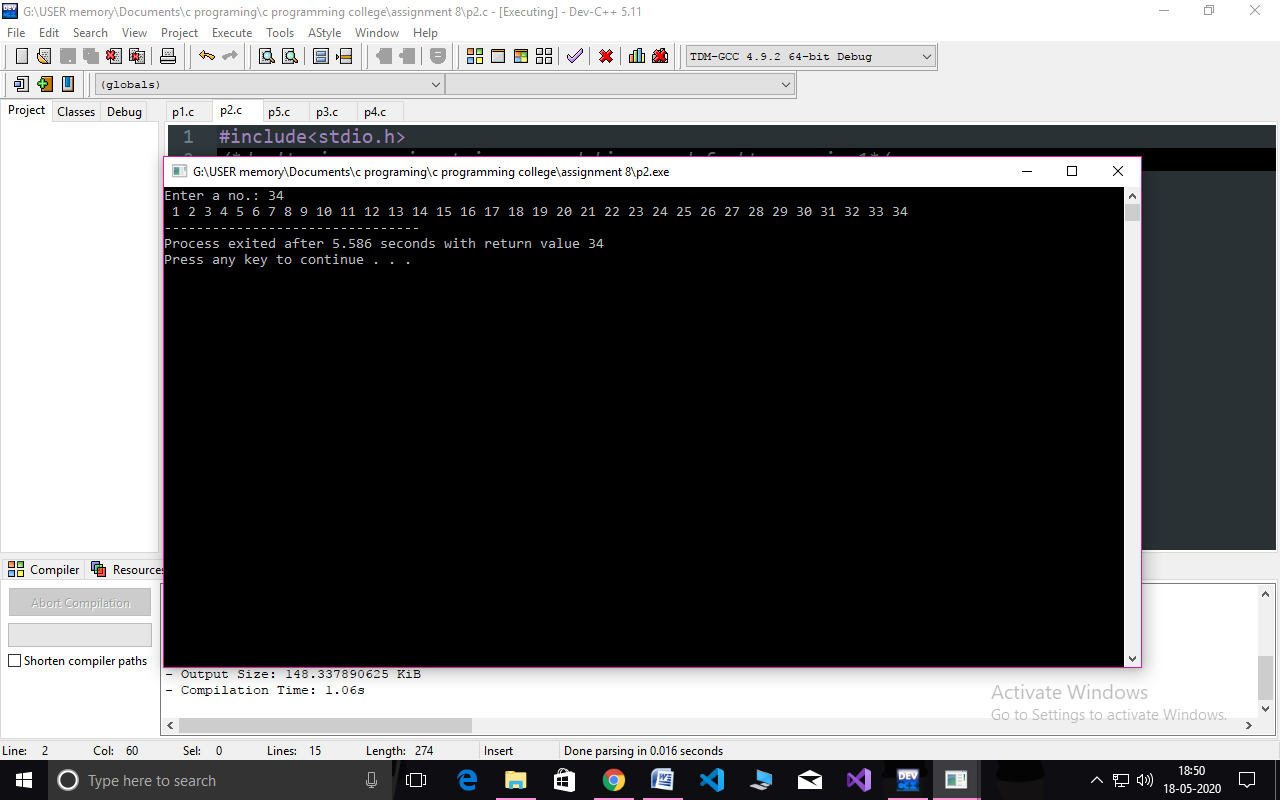 G:\USER memory\Documents\c programing\c programming college\assignment 8\p2.c - [Executing] - Dev-C++ 5.11
File Edit Search View Project Execute Tools AStyle Window Help
TDM-GCC 4.9.2 64-bit Debug
(globals)
Project Classes Debug p1.c p2.c p5.c p3.c p4.c
1 #include<stdio.h>
G:\USER memory\Documents\c programing\c programming college\assignment 8\p2.exe
Enter a no.: 34
1 2 3 4 5 6 7 8 9 10 11 12 13 14 15 16 17 18 19 20 21 22 23 24 25 26 27 28 29 30 31 32 33 34
--------------------------------
Process exited after 5.586 seconds with return value 34
Press any key to continue . . .
Compiler Resources
Abort Compilation
Shorten compiler paths
- Output Size: 148.337890625 KiB
- Compilation Time: 1.06s
Activate Windows
Go to Settings to activate Windows.
Line: 2 Col: 60 Sel: 0 Lines: 15 Length: 274 Insert Done parsing in 0.016 seconds
Type here to search
DEV
18:50
18-05-2020